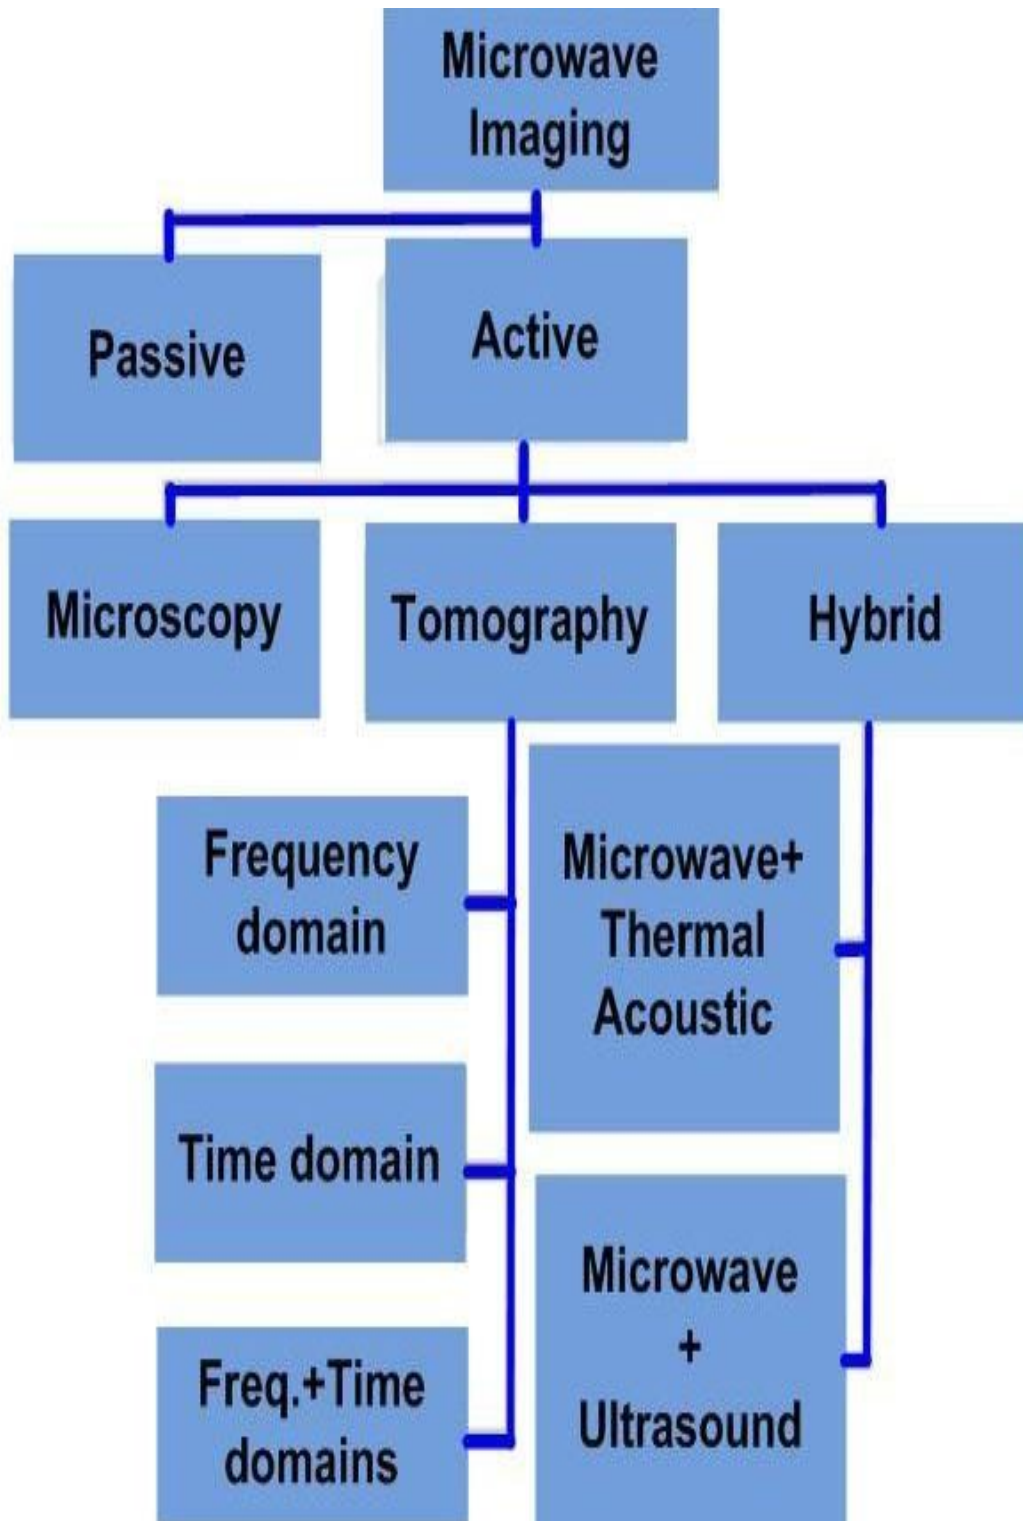 Microwave
Imaging
Passive
Active
Microscopy
Tomography
Hybrid
Frequency
domain
Time domain
Freq.+Time
domains
Microwave+
Thermal
Acoustic
Microwave
+
Ultrasound